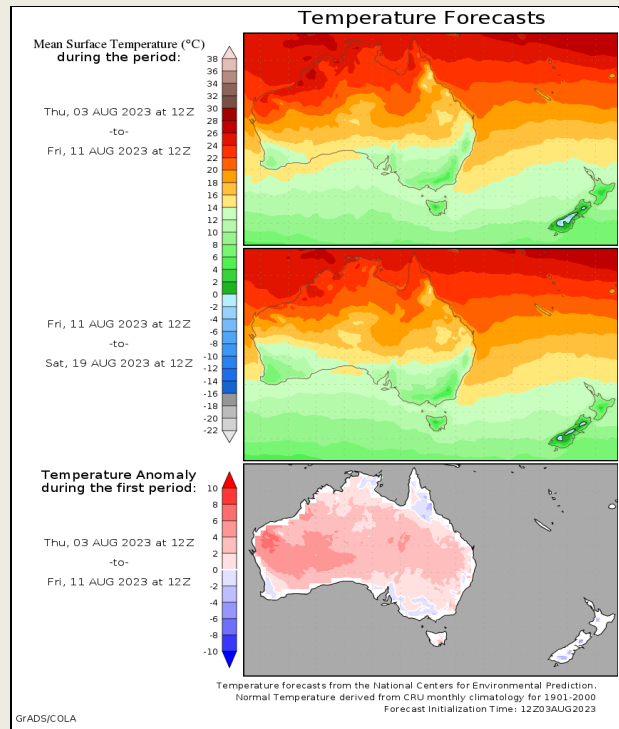 Temperature Forecasts
Mean Surface Temperature (°C)
during the period:
38
36
34
32
30
28
26
24
22
20
18
16
14
12
10
8
6
4
2
0
-2
-4
-6
-8
-10
-12
-14
-16
-18
-20
-22
Thu, 03 AUG 2023 at 12Z
-to-
Fri, 11 AUG 2023 at 12Z
Fri, 11 AUG 2023 at 12Z
-to-
Sat, 19 AUG 2023 at 12Z
Temperature Anomaly
during the first period:
10
8
6
4
2
0
-2
-4
-6
-8
-10
Thu, 03 AUG 2023 at 12Z
-to-
Fri, 11 AUG 2023 at 12Z
Temperature forecasts from the National Centers for Environmental Prediction.
Normal Temperature derived from CRU monthly climatology for 1901-2000
Forecast Initialization Time: 12Z03AUG2023
GrADS/COLA